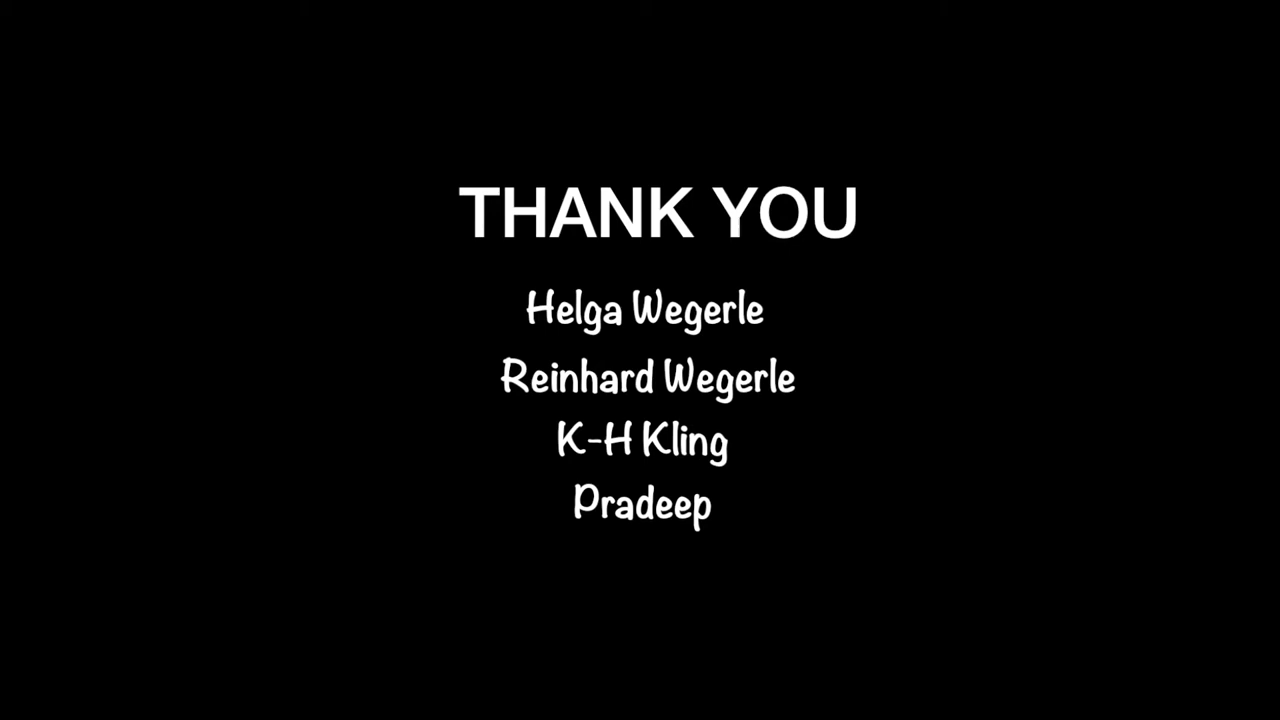 THANK YOU
Helga Wegerle
Reinhard Wegerle
K-H Kling
Pradeep